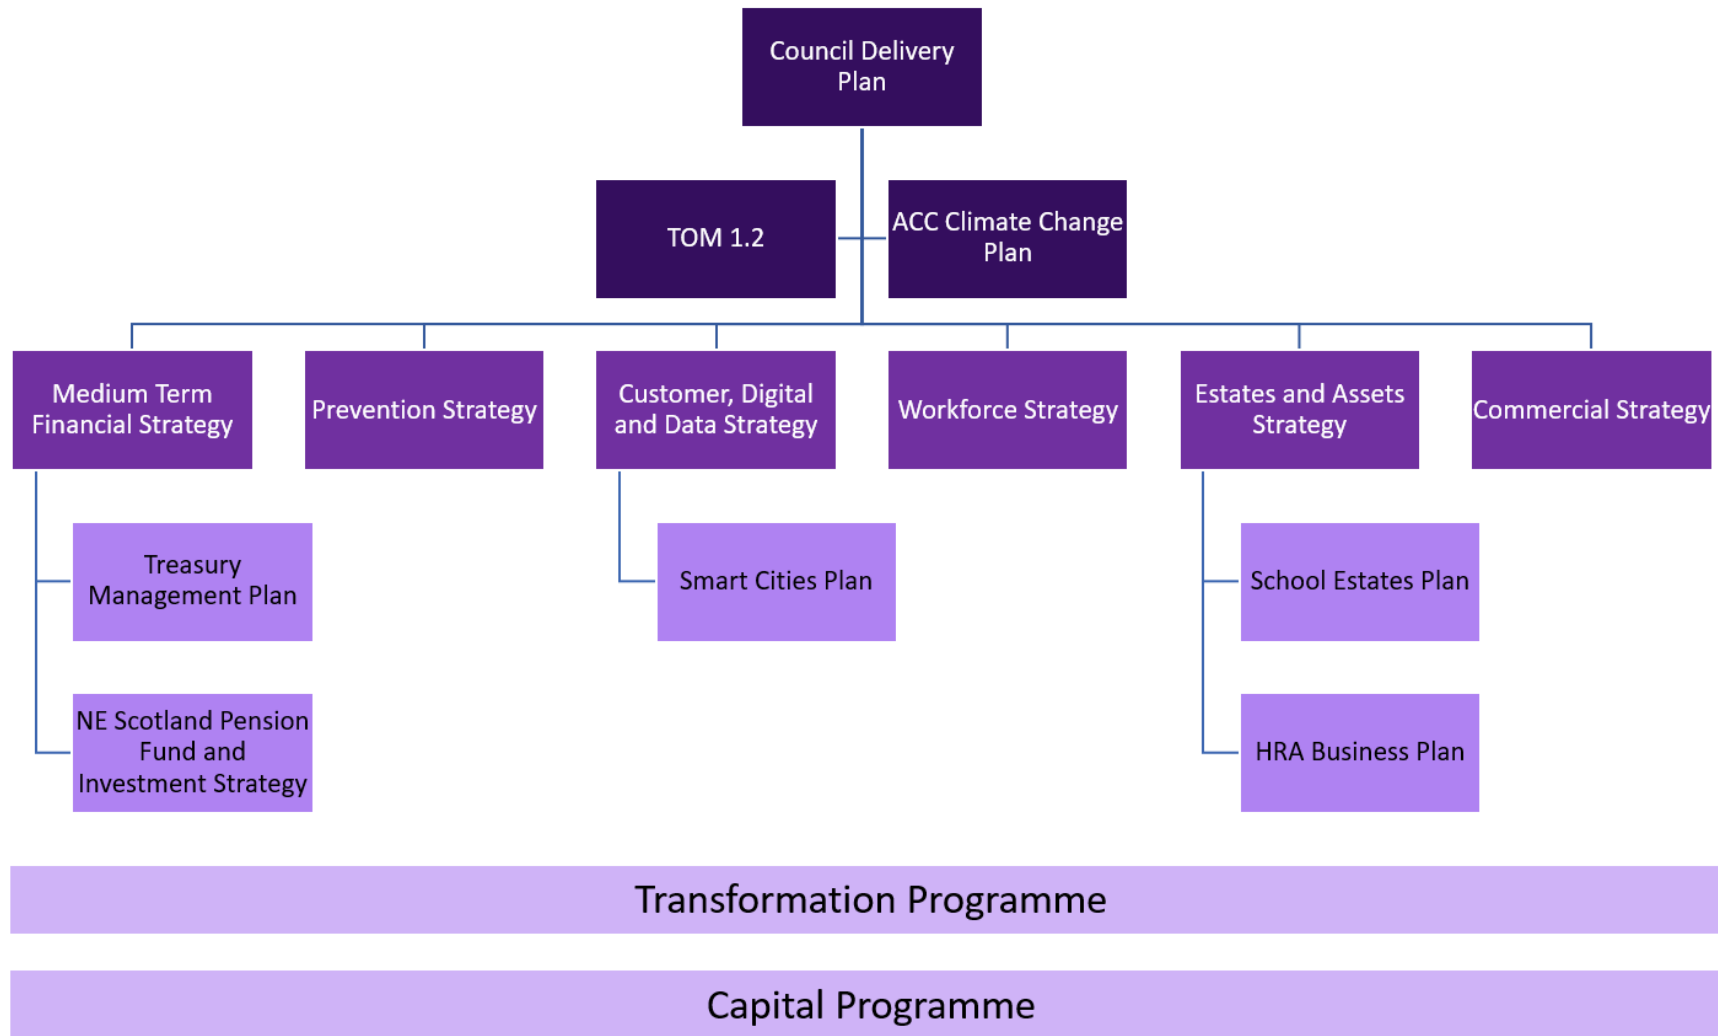 Council Delivery
Plan
TOM 1.2
ACC Climate Change
Plan
Medium Term
Financial Strategy
Prevention Strategy
Customer, Digital
and Data Strategy
Workforce Strategy
Estates and Assets
Strategy
Commercial Strategy
Treasury
Management Plan
Smart Cities Plan
School Estates Plan
NE Scotland Pension
Fund and
Investment Strategy
HRA Business Plan
Transformation Programme
Capital Programme